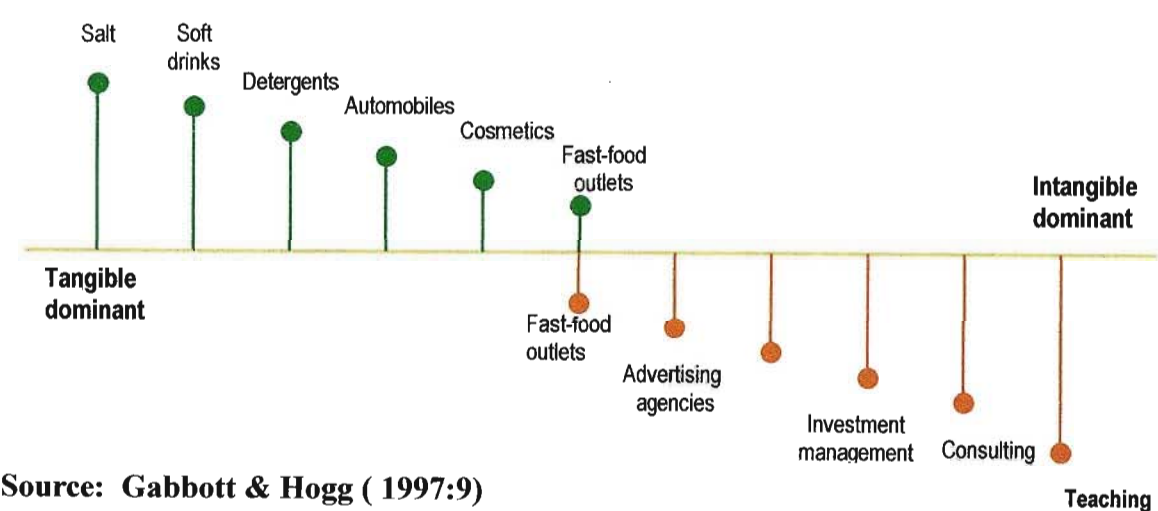 Salt
Soft
drinks
Detergents
Automobiles
Cosmetics
Fast-food
outlets
Intangible
dominant
Tangible
dominant
Fast-food
outlets
Advertising
agencies
Investment
management
Consulting
Source: Gabbott & Hogg ( 1997:9)
Teaching